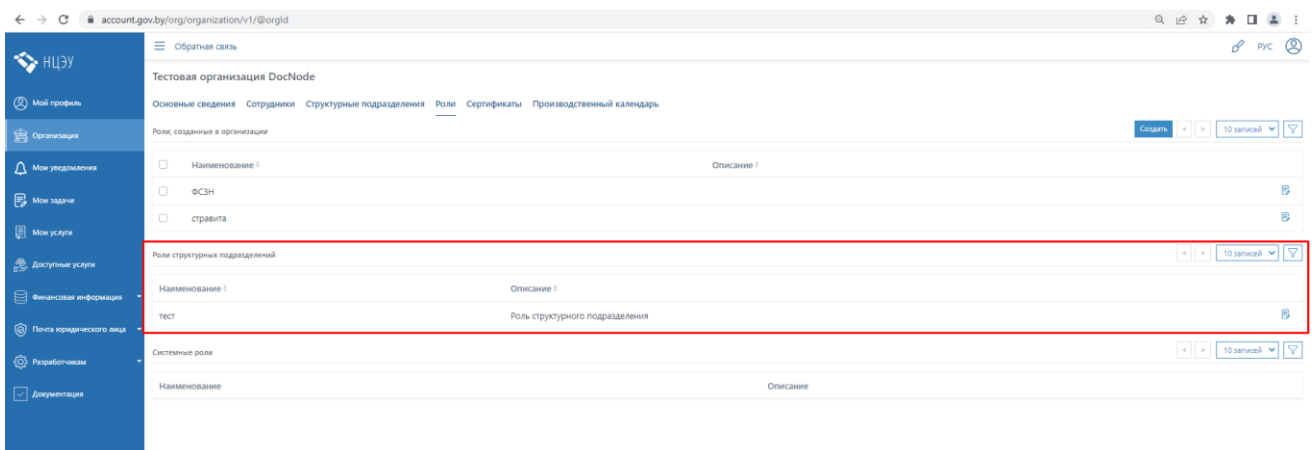 account.gov.by/org/organization/v1/@orgId
НЦЭУ
Обратная связь
РУС
Мой профиль
Организация
Мои уведомления
Мои задачи
Мои услуги
Доступные услуги
Финансовая информация
Почта юридического лица
Разработчикам
Документация
Тестовая организация DocNode
Основные сведения Сотрудники Структурные подразделения Роли Сертификаты Производственный календарь
Роли, созданные в организации
Создать < > 10 записей
Наименование Описание
ФСЗН
стравита
Роли структурных подразделений
< > 10 записей
Наименование Описание
тест Роль структурного подразделения
Системные роли
< > 10 записей
Наименование Описание